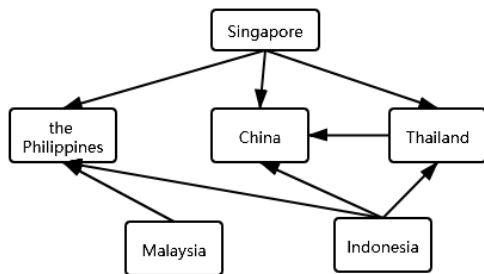 Singapore
the
Philippines
China
Thailand
Malaysia
Indonesia